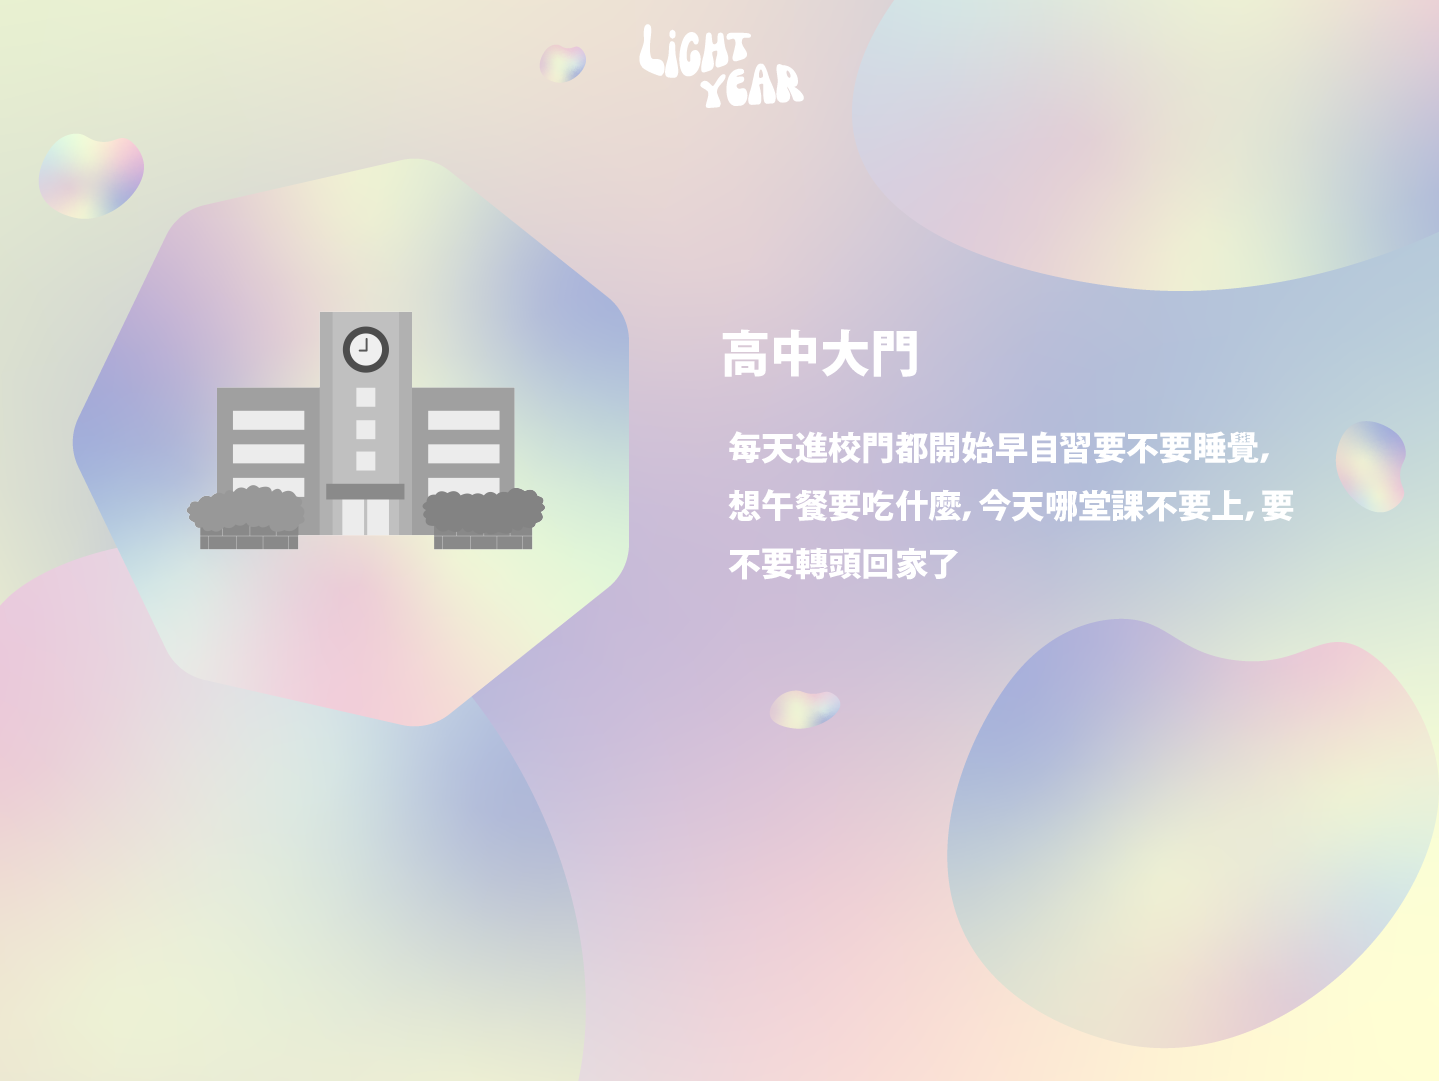 LiGHT
YEAR
高中大門
每天進校門都開始早自習要不要睡覺,
想午餐要吃什麼, 今天哪堂課不要上, 要
不要轉頭回家了